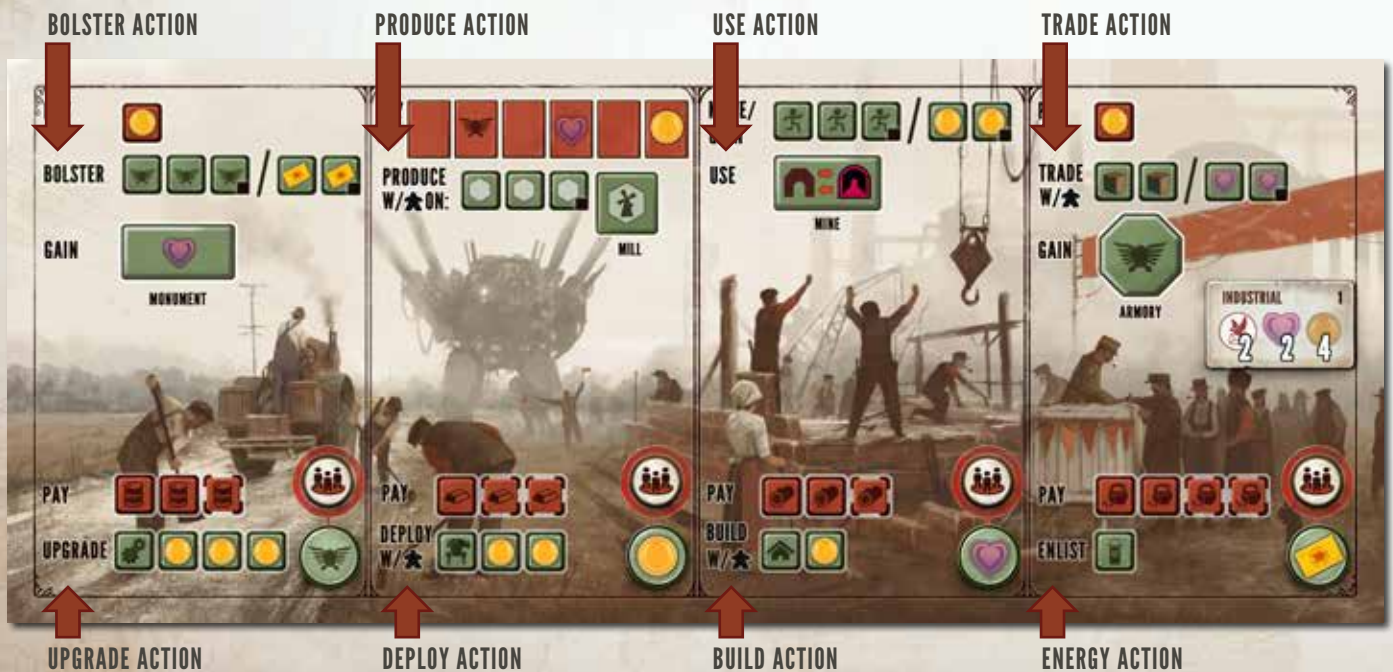 BOLSTER ACTION
PRODUCE ACTION
USE ACTION
TRADE ACTION
BOLSTER
PRODUCE
W/ ON:
MILL
USE
MINE
TRADE
W/
GAIN
MONUMENT
GAIN
ARMORY
INDUSTRIAL 1
2 2 4
PAY
UPGRADE
PAY
DEPLOY
W/
PAY
BUILD
W/
PAY
ENLIST
UPGRADE ACTION
DEPLOY ACTION
BUILD ACTION
ENERGY ACTION